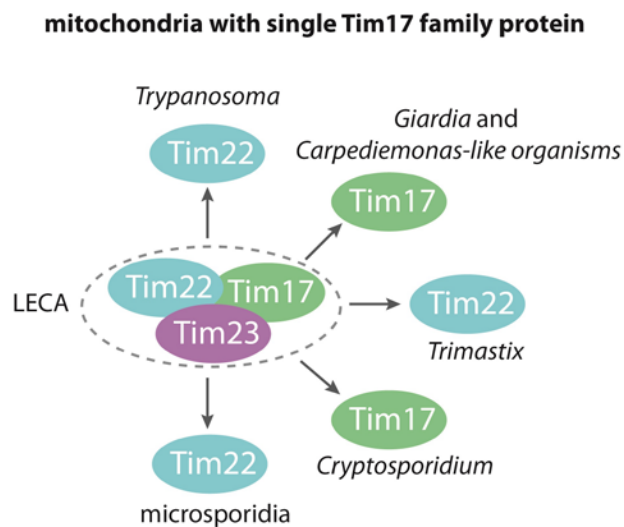 mitochondria with single Tim17 family protein
Trypanosoma
Tim22
Giardia and
Carpediemonas-like organisms
Tim17
LECA
Tim22
Tim17
Tim23
Tim22
Trimastix
Tim17
Cryptosporidium
Tim22
microsporidia